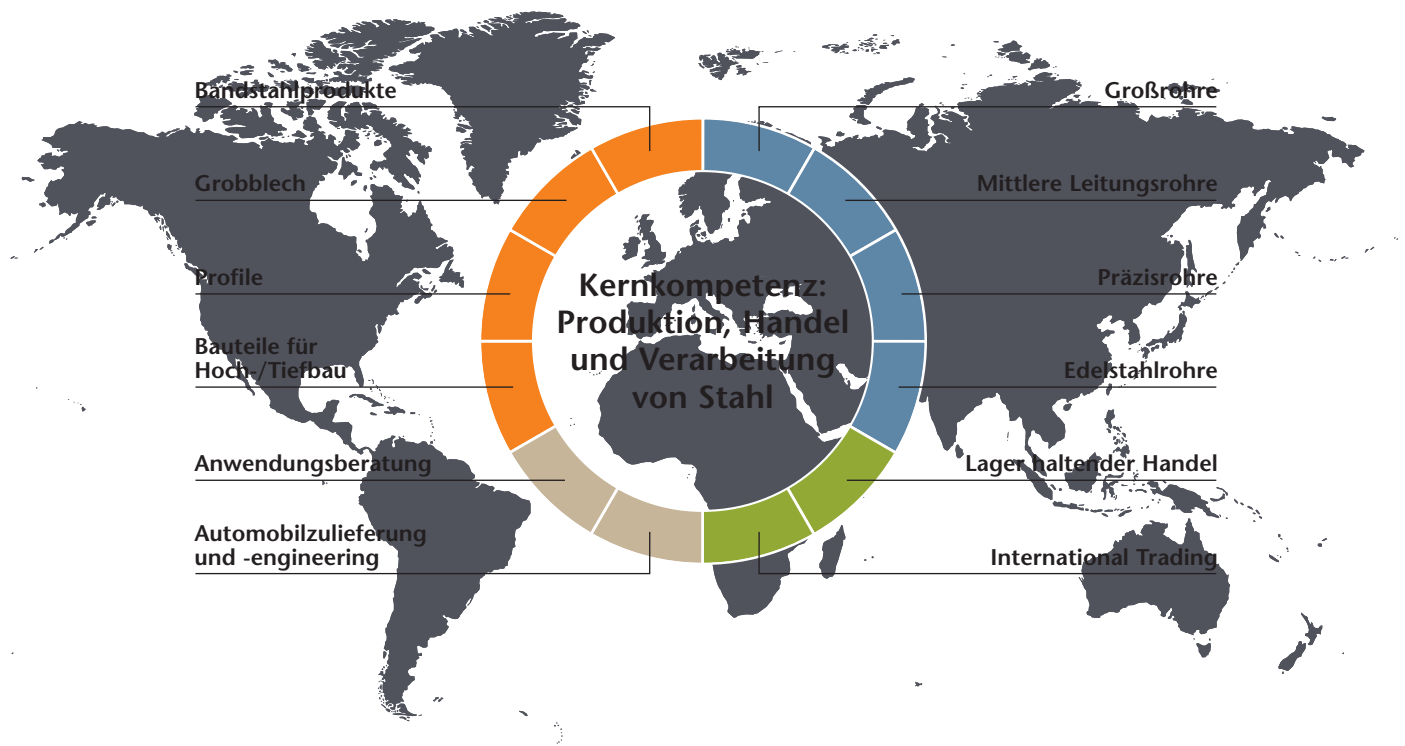 Bandstahlprodukte
Grobblech
Profile
Bauteile für
Hoch-/Tiefbau
Anwendungsberatung
Automobilzulieferung
und -engineering
Kernkompetenz:
Produktion, Handel
und Verarbeitung
von Stahl
Großrohre
Mittlere Leitungsrohre
Präzisrohre
Edelstahlrohre
Lager haltender Handel
International Trading